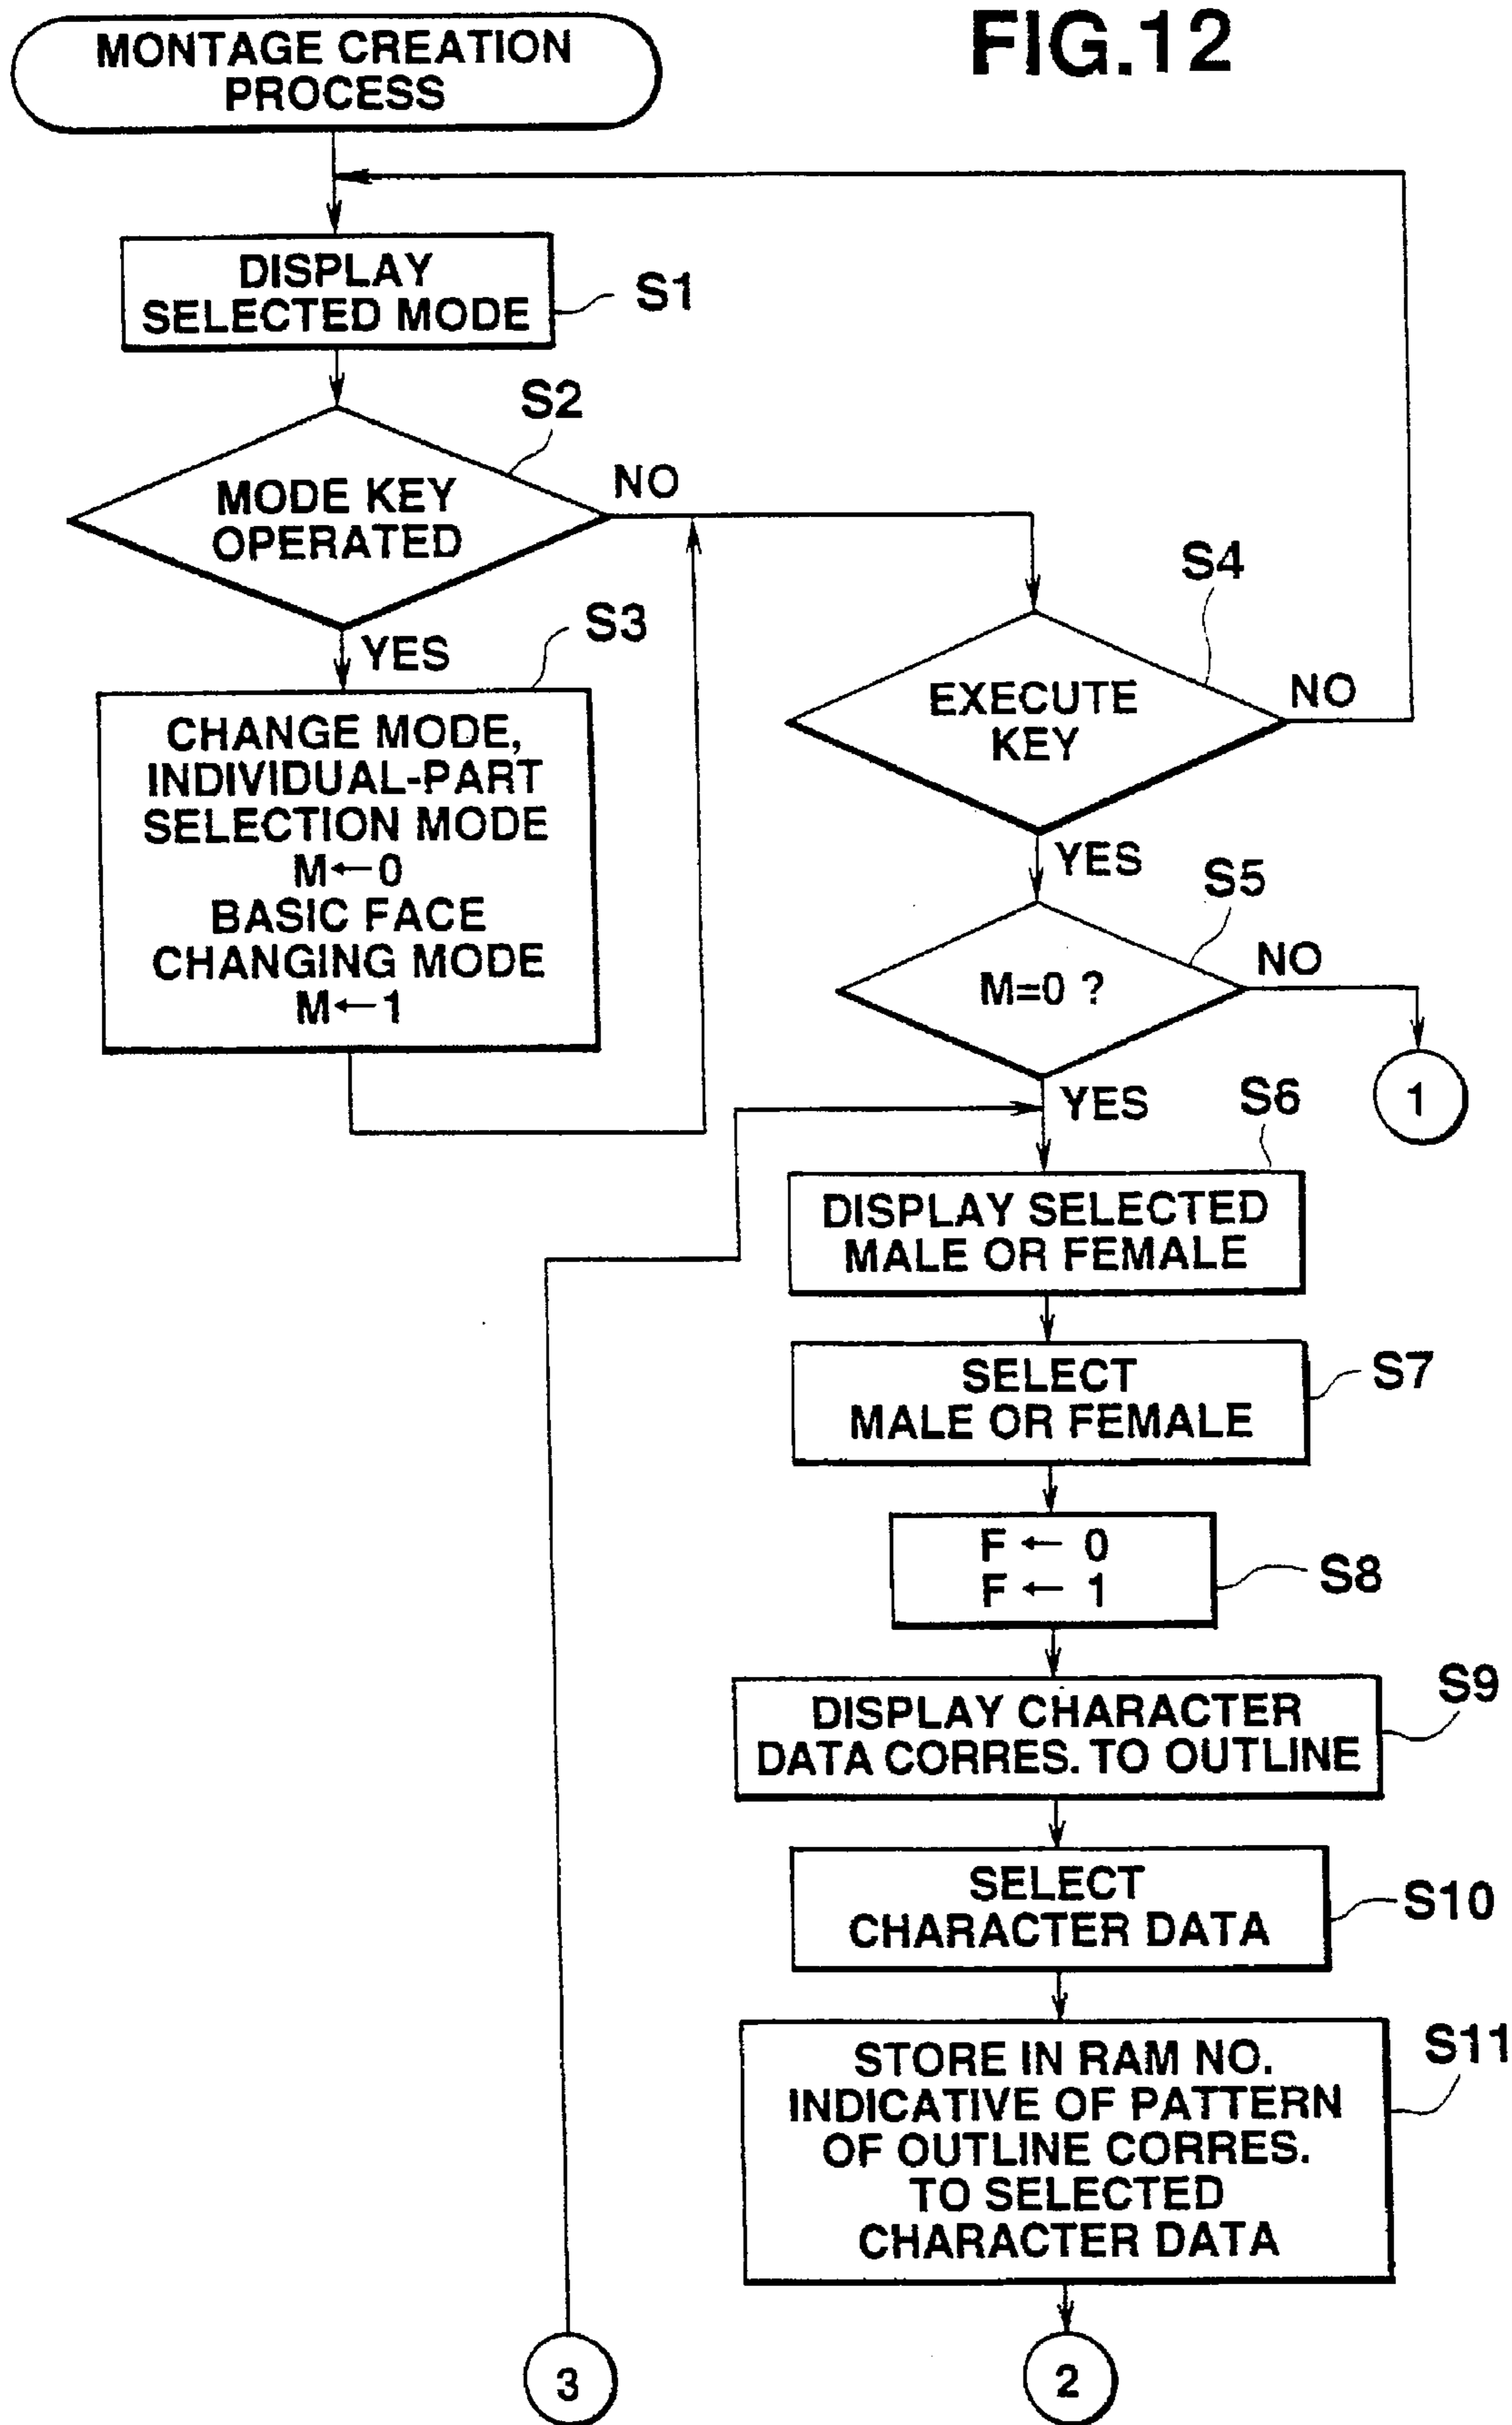 FIG.12
MONTAGE CREATION
PROCESS
DISPLAY
SELECTED MODE
S1
S2
MODE KEY
OPERATED
NO
YES
S3
CHANGE MODE,
INDIVIDUAL-PART
SELECTION MODE
M←0
BASIC FACE
CHANGING MODE
M←1
S4
EXECUTE
KEY
NO
YES
S5
M=0 ?
NO
1
YES
S6
DISPLAY SELECTED
MALE OR FEMALE
SELECT
MALE OR FEMALE
S7
F ← 0
F ← 1
S8
DISPLAY CHARACTER
DATA CORRES. TO OUTLINE
S9
SELECT
CHARACTER DATA
S10
STORE IN RAM NO.
INDICATIVE OF PATTERN
OF OUTLINE CORRES.
TO SELECTED
CHARACTER DATA
S11
3
2